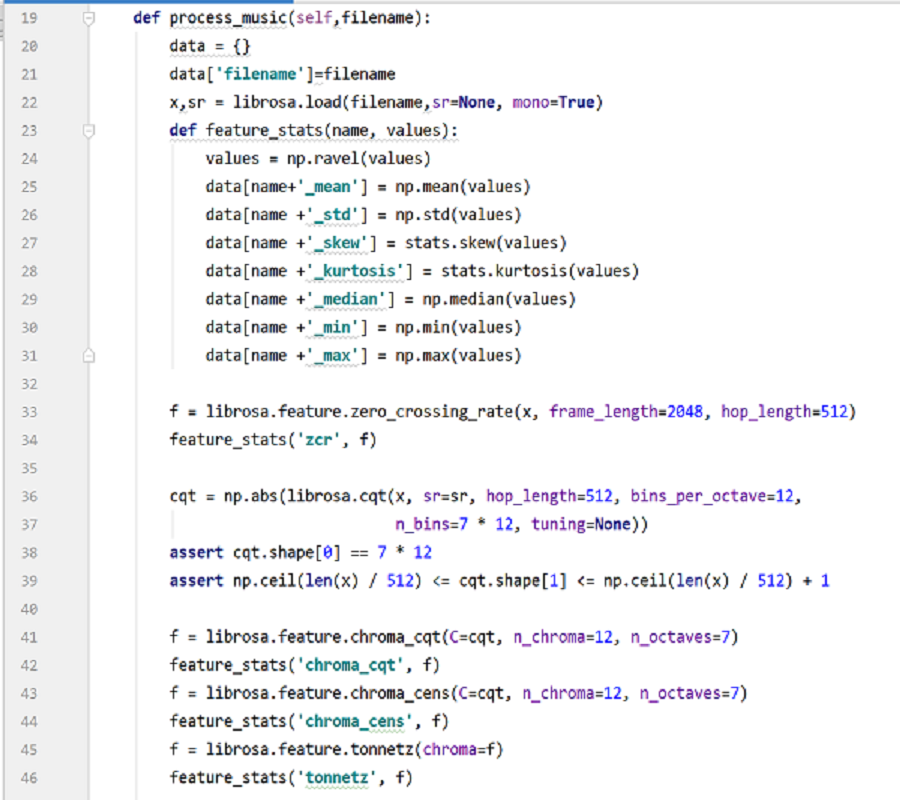 19 def process_music(self,filename):
20 data = {}
21 data['filename']=filename
22 x,sr = librosa.load(filename,sr=None, mono=True)
23 def feature_stats(name, values):
24 values = np.ravel(values)
25 data[name+'_mean'] = np.mean(values)
26 data[name +'_std'] = np.std(values)
27 data[name +'_skew'] = stats.skew(values)
28 data[name +'_kurtosis'] = stats.kurtosis(values)
29 data[name +'_median'] = np.median(values)
30 data[name +'_min'] = np.min(values)
31 data[name +'_max'] = np.max(values)
32
33 f = librosa.feature.zero_crossing_rate(x, frame_length=2048, hop_length=512)
34 feature_stats('zcr', f)
35
36 cqt = np.abs(librosa.cqt(x, sr=sr, hop_length=512, bins_per_octave=12,
37 n_bins=7 * 12, tuning=None))
38 assert cqt.shape[0] == 7 * 12
39 assert np.ceil(len(x) / 512) <= cqt.shape[1] <= np.ceil(len(x) / 512) + 1
40
41 f = librosa.feature.chroma_cqt(C=cqt, n_chroma=12, n_octaves=7)
42 feature_stats('chroma_cqt', f)
43 f = librosa.feature.chroma_cens(C=cqt, n_chroma=12, n_octaves=7)
44 feature_stats('chroma_cens', f)
45 f = librosa.feature.tonnetz(chroma=f)
46 feature_stats('tonnetz', f)